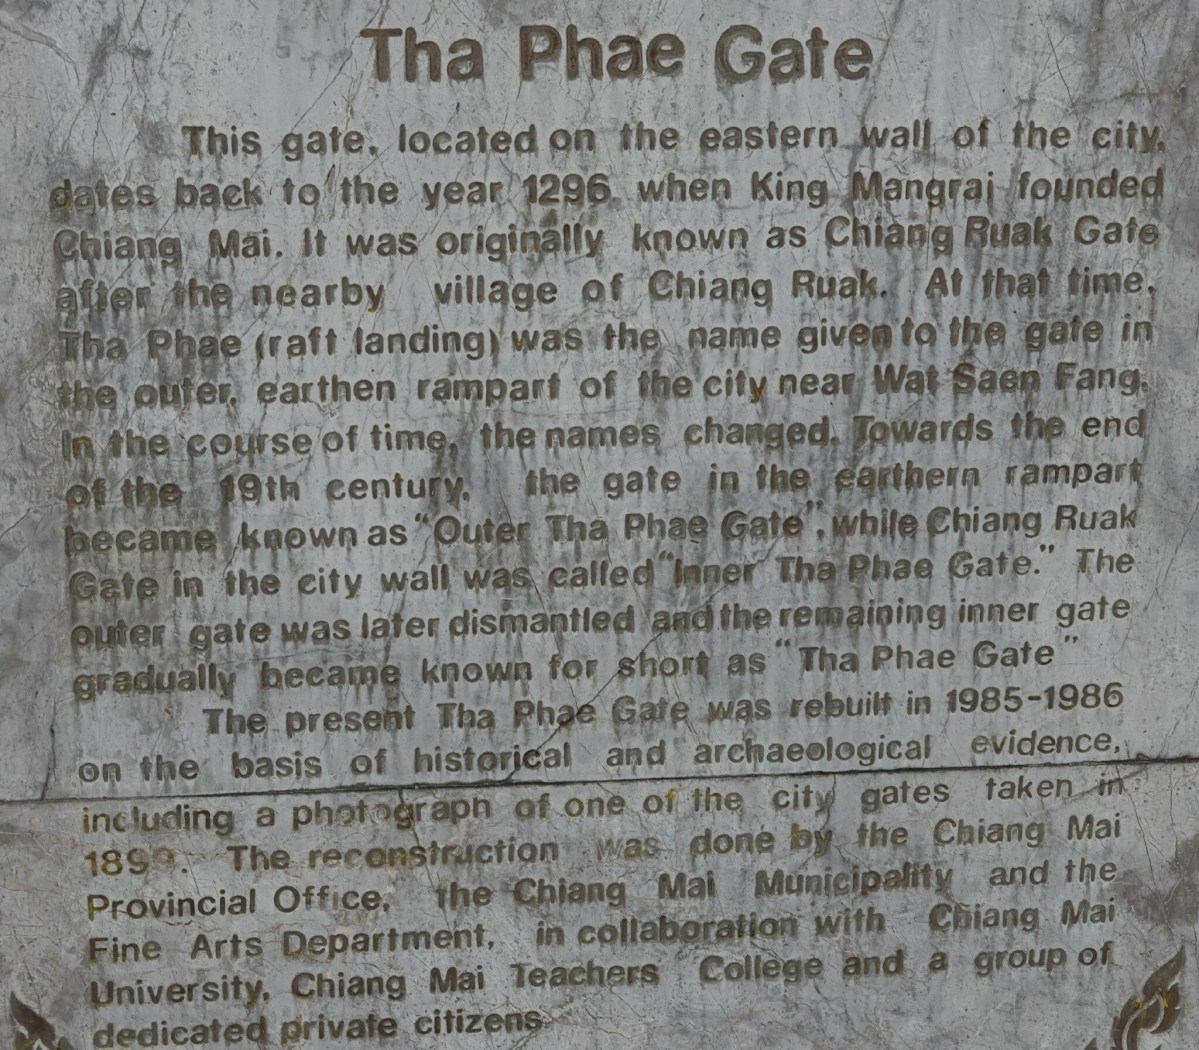 Tha Phae Gate
This gate, located on the eastern wall of the city,
dates back to the year 1296, when King Mangrai founded
Chiang Mai. It was originally known as Chiang Ruak Gate
after the nearby village of Chiang Ruak. At that time,
Tha Phae (raft landing) was the name given to the gate in
the outer, earthen rampart of the city near Wat Saen Fang.
In the course of time, the names changed. Towards the end
of the 19th century, the gate in the earthern rampart
became known as “Outer Tha Phae Gate”, while Chiang Ruak
Gate in the city wall was called “Inner Tha Phae Gate.” The
outer gate was later dismantled and the remaining inner gate
gradually became known for short as “Tha Phae Gate”
The present Tha Phae Gate was rebuilt in 1985-1986
on the basis of historical and archaeological evidence,
including a photograph of one of the city gates taken in
The reconstruction was done by the Chiang Mai
Provincial Office, the Chiang Mai Municipality and the
Fine Arts Department, in collaboration with Chiang Mai
University, Chiang Mai Teachers College and a group of
dedicated private citizens